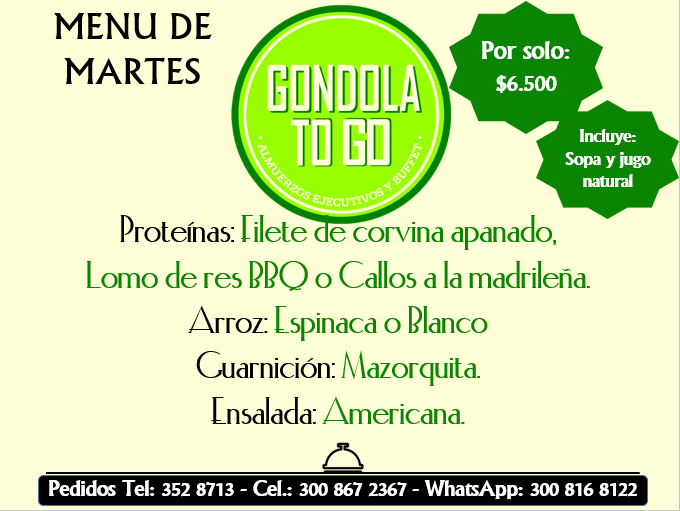 MENU DE
MARTES
GONDOLA
TO GO
• ALMUERZOS EJECUTIVOS Y BUFFET •
Por solo:
$6.500
Incluye:
Sopa y jugo
natural
Proteínas: Filete de corvina apanado,
Lomo de res BBQ o Callos a la madrileña.
Arroz: Espinaca o Blanco
Guarnición: Mazorquita.
Ensalada: Americana.
Pedidos Tel: 352 8713 - Cel.: 300 867 2367 - WhatsApp: 300 816 8122